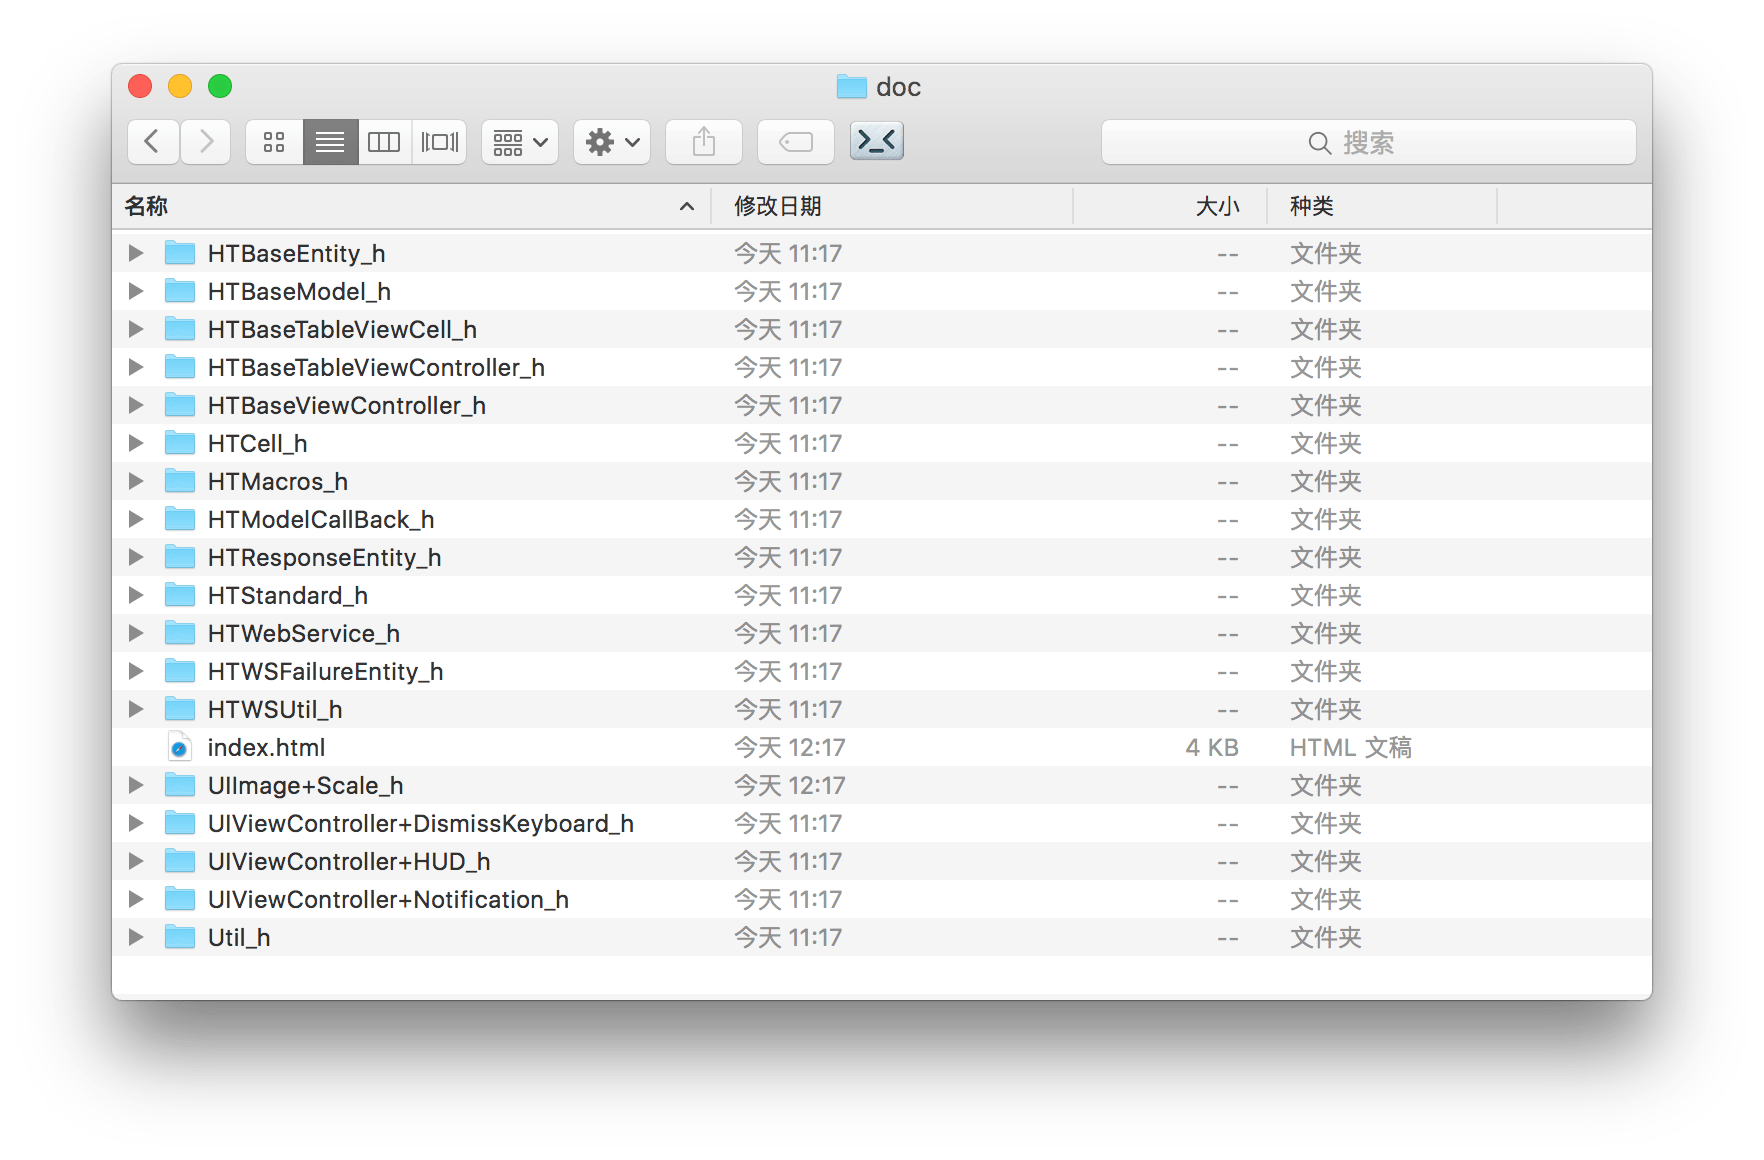 doc
搜索
名称 修改日期 大小 种类
HTBaseEntity_h 今天 11:17 -- 文件夹
HTBaseModel_h 今天 11:17 -- 文件夹
HTBaseTableViewCell_h 今天 11:17 -- 文件夹
HTBaseTableViewController_h 今天 11:17 -- 文件夹
HTBaseViewController_h 今天 11:17 -- 文件夹
HTCell_h 今天 11:17 -- 文件夹
HTMacros_h 今天 11:17 -- 文件夹
HTModelCallBack_h 今天 11:17 -- 文件夹
HTResponseEntity_h 今天 11:17 -- 文件夹
HTStandard_h 今天 11:17 -- 文件夹
HTWebService_h 今天 11:17 -- 文件夹
HTWSFailureEntity_h 今天 11:17 -- 文件夹
HTWSUtil_h 今天 11:17 -- 文件夹
index.html 今天 12:17 4 KB HTML 文稿
UIImage+Scale_h 今天 12:17 -- 文件夹
UIViewController+DismissKeyboard_h 今天 11:17 -- 文件夹
UIViewController+HUD_h 今天 11:17 -- 文件夹
UIViewController+Notification_h 今天 11:17 -- 文件夹
Util_h 今天 11:17 -- 文件夹